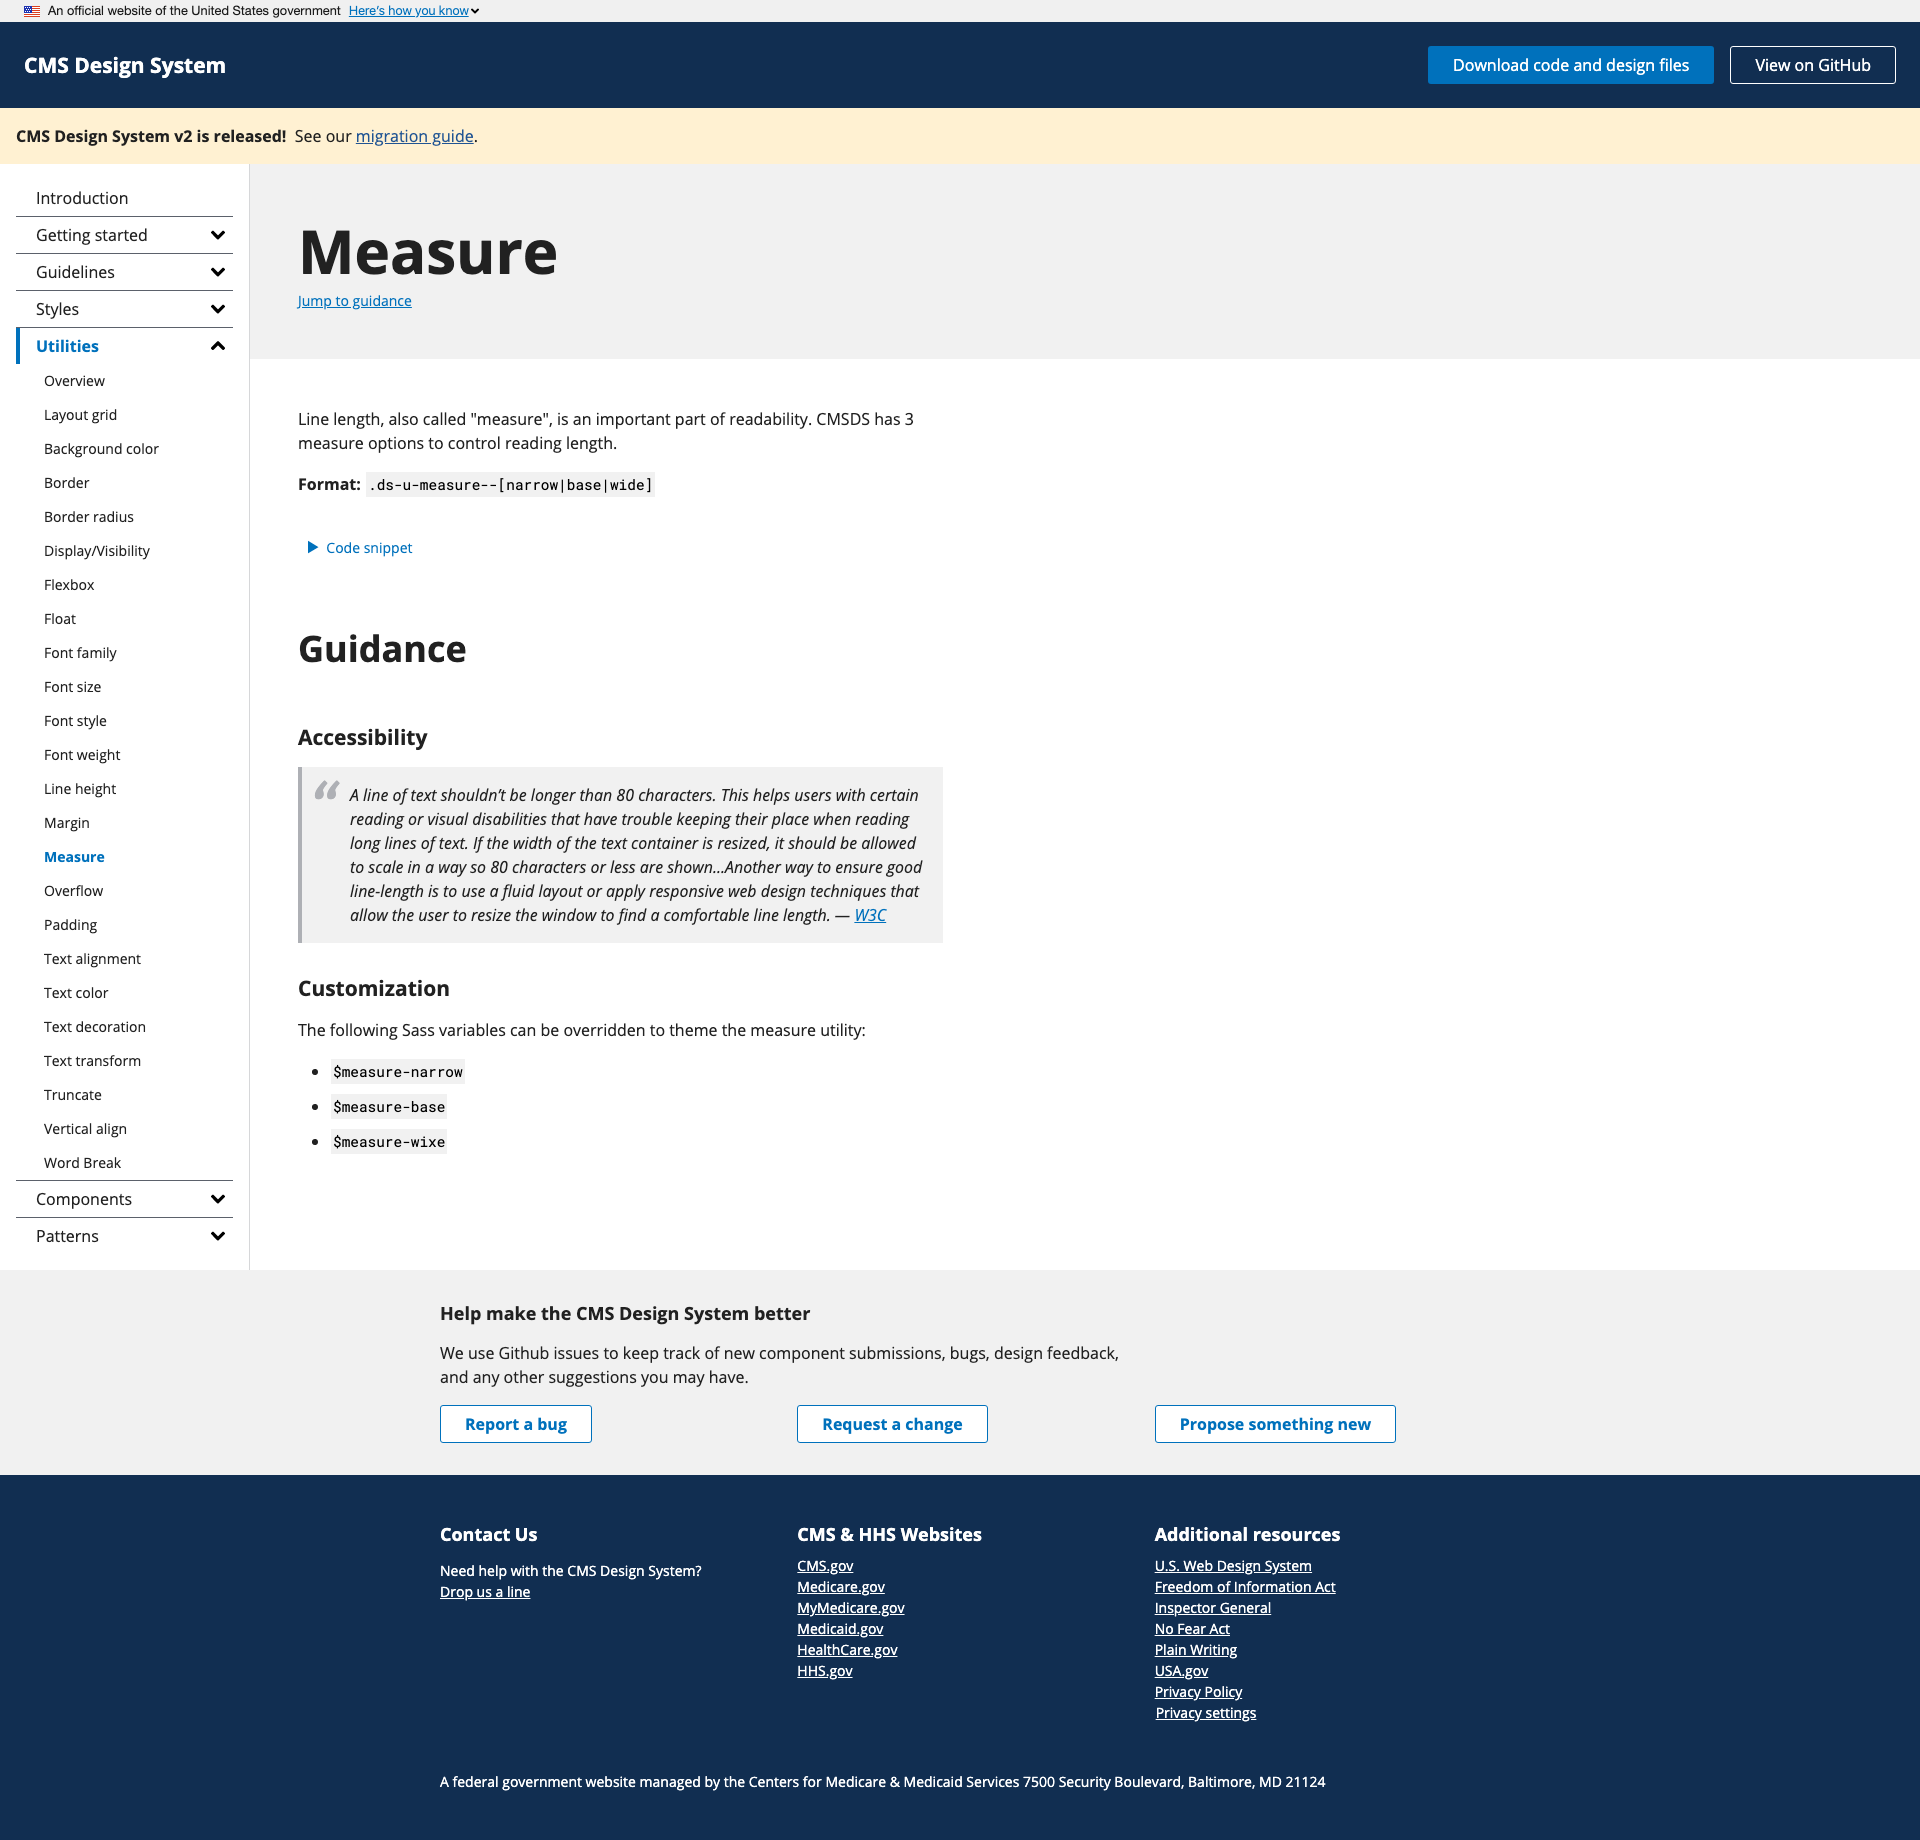 An official website of the United States government Here's how you know
CMS Design System
Download code and design files
View on GitHub
CMS Design System v2 is released! See our migration guide.
Introduction
Getting started
Guidelines
Styles
Utilities
Overview
Layout grid
Background color
Border
Border radius
Display/Visibility
Flexbox
Float
Font family
Font size
Font style
Font weight
Line height
Margin
Measure
Overflow
Padding
Text alignment
Text color
Text decoration
Text transform
Truncate
Vertical align
Word Break
Components
Patterns
Measure
Jump to guidance
Line length, also called "measure", is an important part of readability. CMSDS has 3
measure options to control reading length.
Format: .ds-u-measure--[narrow|base|wide]
Code snippet
Guidance
Accessibility
“ A line of text shouldn’t be longer than 80 characters. This helps users with certain
reading or visual disabilities that have trouble keeping their place when reading
long lines of text. If the width of the text container is resized, it should be allowed
to scale in a way so 80 characters or less are shown...Another way to ensure good
line-length is to use a fluid layout or apply responsive web design techniques that
allow the user to resize the window to find a comfortable line length. — W3C
Customization
The following Sass variables can be overridden to theme the measure utility:
• $measure-narrow
• $measure-base
• $measure-wixe
Help make the CMS Design System better
We use Github issues to keep track of new component submissions, bugs, design feedback,
and any other suggestions you may have.
Report a bug
Request a change
Propose something new
Contact Us
Need help with the CMS Design System?
Drop us a line
CMS & HHS Websites
CMS.gov
Medicare.gov
MyMedicare.gov
Medicaid.gov
HealthCare.gov
HHS.gov
Additional resources
U.S. Web Design System
Freedom of Information Act
Inspector General
No Fear Act
Plain Writing
USA.gov
Privacy Policy
Privacy settings
A federal government website managed by the Centers for Medicare & Medicaid Services 7500 Security Boulevard, Baltimore, MD 21124